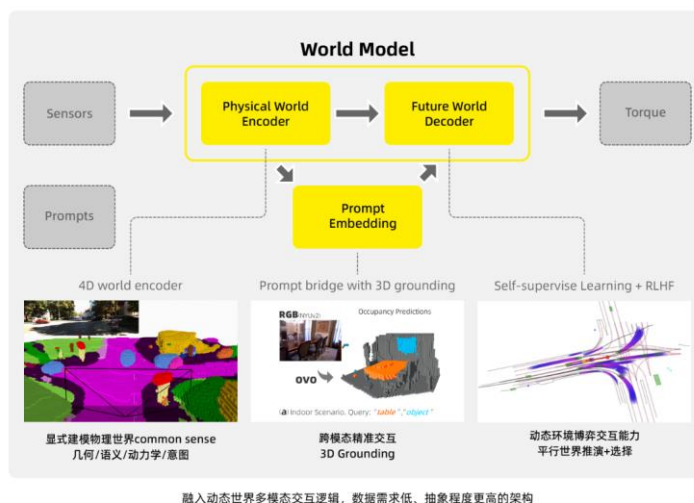 World Model
Sensors
Physical World
Encoder
Future World
Decoder
Torque
Prompts
Prompt
Embedding
4D world encoder
Prompt bridge with 3D grounding
Self-supervise Learning + RLHF
RGB(NYUv2)
Occupancy Predictions
OVO
(a) Indoor Scenario. Query: "table", "object"
显式建模物理世界common sense
几何/语义/动力学/意图
跨模态精准交互
3D Grounding
动态环境博弈交互能力
平行世界推演+选择
融入动态世界多模态交互逻辑，数据需求低、抽象程度更高的架构